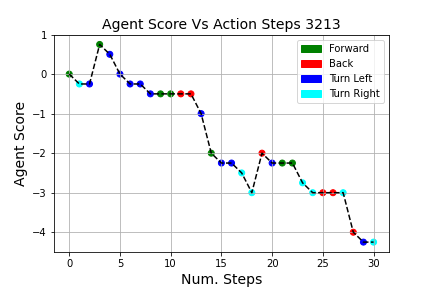 Agent Score Vs Action Steps 3213
Forward
Back
Turn Left
Turn Right
Agent Score
1
0
−1
−2
−3
−4
0 5 10 15 20 25 30
Num. Steps